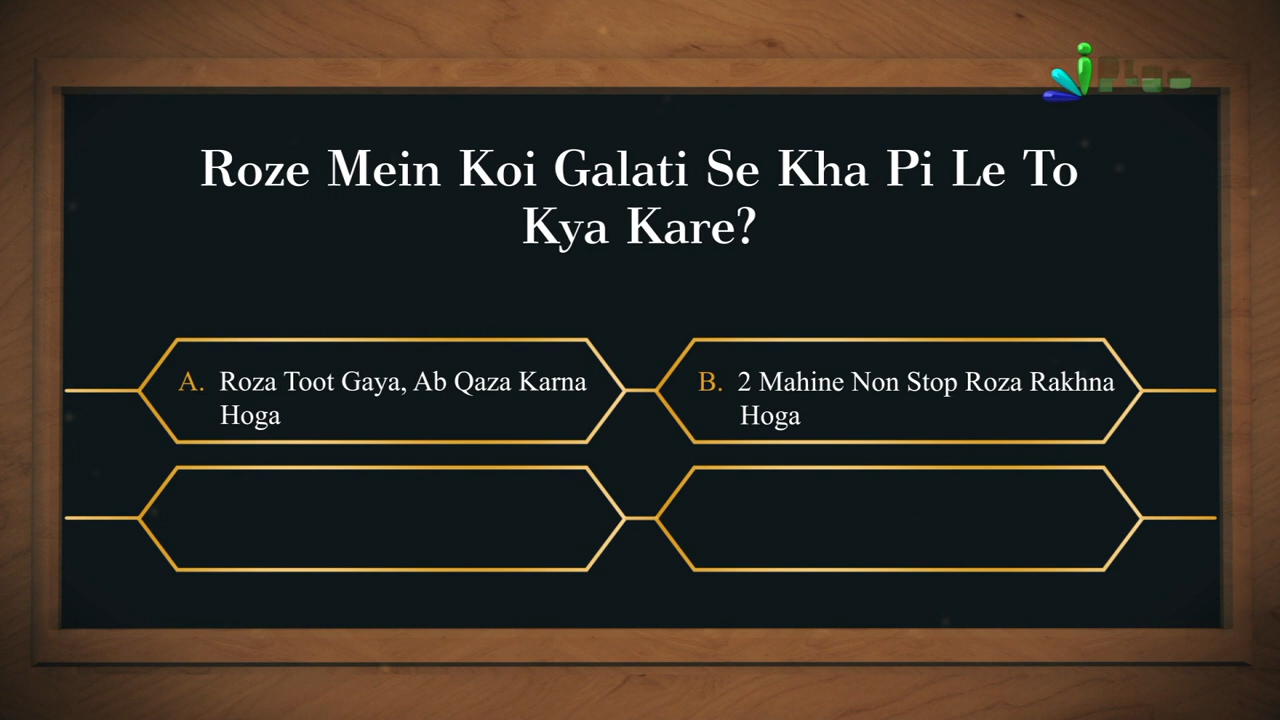 Roze Mein Koi Galati Se Kha Pi Le To
Kya Kare?
A. Roza Toot Gaya, Ab Qaza Karna
Hoga
B. 2 Mahine Non Stop Roza Rakhna
Hoga